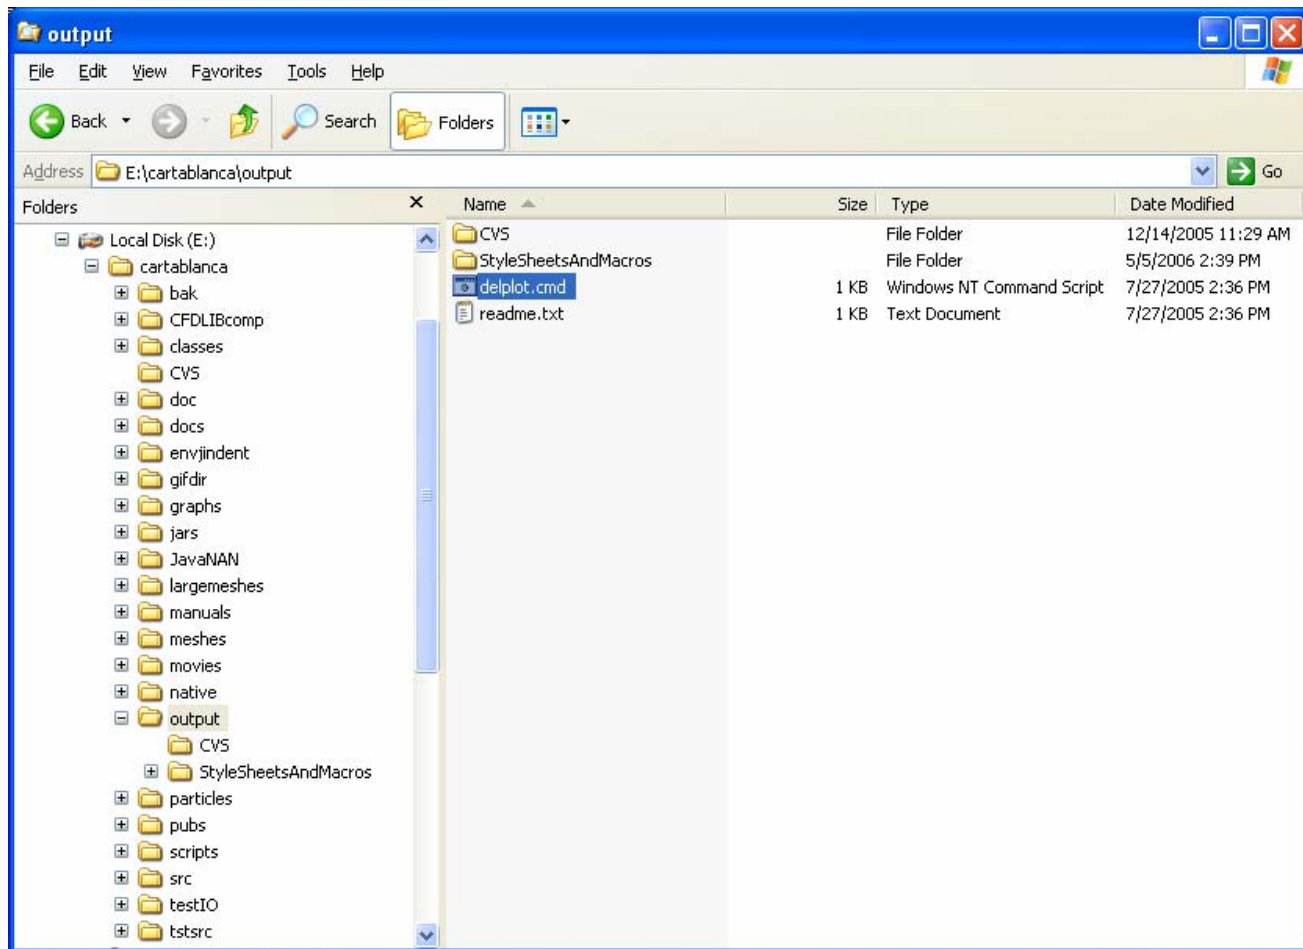 output
File Edit View Favorites Tools Help
Back Search Folders
Address E:\cartablanca\output Go
Folders
Name Size Type Date Modified
CVS File Folder 12/14/2005 11:29 AM
StyleSheetsAndMacros File Folder 5/5/2006 2:39 PM
delplot.cmd 1 KB Windows NT Command Script 7/27/2005 2:36 PM
readme.txt 1 KB Text Document 7/27/2005 2:36 PM
Local Disk (E:)
cartablanca
bak
CFDLIBcomp
classes
CVS
doc
docs
envjindent
gifdir
graphs
jars
JavaNAN
largemeshes
manuals
meshes
movies
native
output
CVS
StyleSheetsAndMacros
particles
pubs
scripts
src
testIO
tstsrc